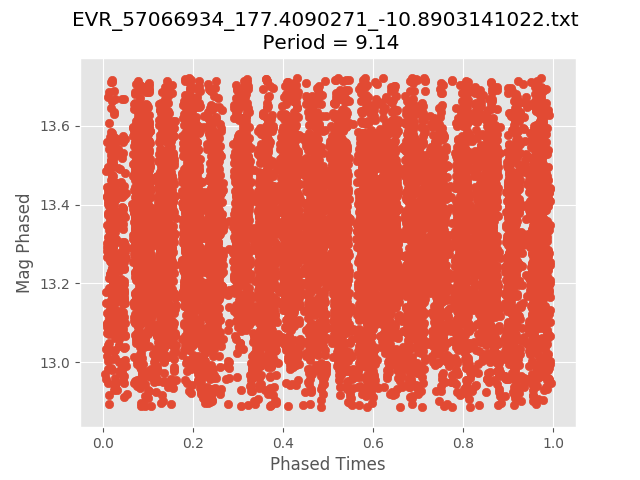 EVR_57066934_177.4090271_-10.8903141022.txt
Period = 9.14
13.6
13.4
13.2
13.0
Mag Phased
0.0 0.2 0.4 0.6 0.8 1.0
Phased Times